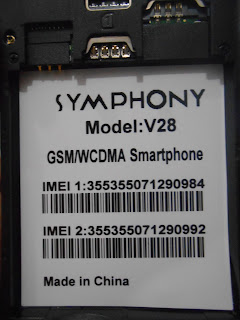 SYMPHONY
Model:V28
GSM/WCDMA Smartphone
IMEI 1:355355071290984
IMEI 2:355355071290992
Made in China